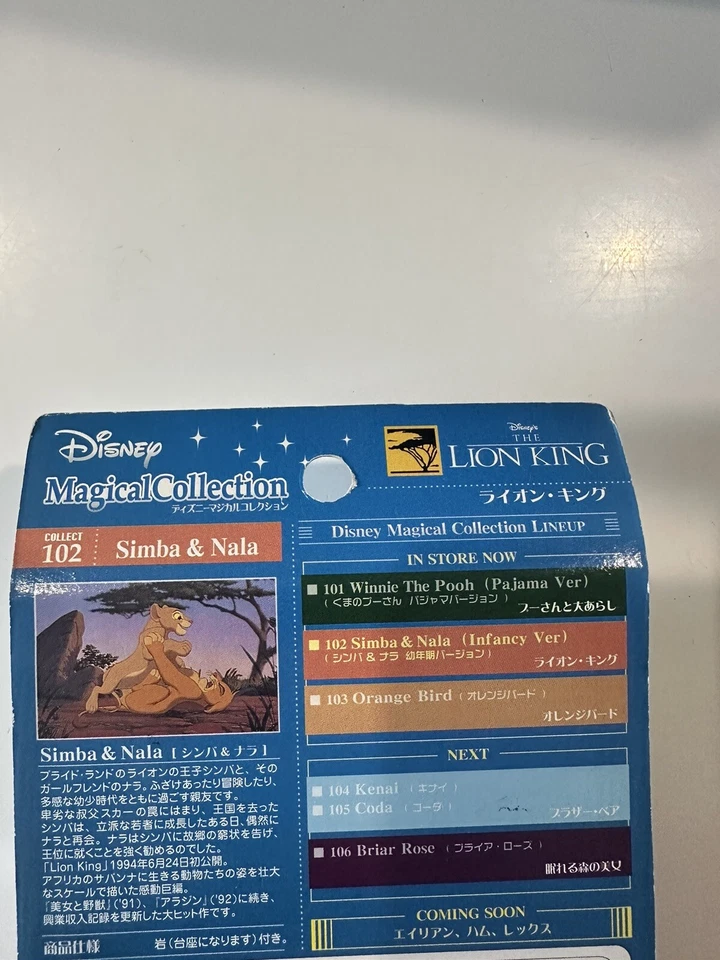 Disney
MagicalCollection
ディズニーマジカルコレクション
COLLECT
102
Simba & Nala
Simba & Nala [シンバ&ナラ]
プライド・ランドのライオンの王子シンバと、その
ガールフレンドのナラ。ふざけあったり冒険したり、
多感な幼少時代をともに過ごす親友です。
卑劣な叔父スカーの罠にはまり、王国を去った
シンバは、立派な若者に成長したある日、偶然に
ナラと再会。ナラはシンバに故郷の窮状を告げ、
王位に就くことを強く勧めるのでした。
「Lion King」1994年6月24日初公開。
アフリカのサバンナに生きる動物たちの姿を壮大
なスケールで描いた感動巨編。
「美女と野獣」('91)、「アラジン」('92)に続き、
興業収入記録を更新した大ヒット作です。
商品仕様
岩(台座になります)付き。
Disney's
THE
LION KING
ライオン・キング
Disney Magical Collection LINEUP
IN STORE NOW
101 Winnie The Pooh (Pajama Ver)
(くまのプーさん パジャマバージョン)
プーさんと大あらし
102 Simba & Nala (Infancy Ver)
(シンバ & ナラ 幼年期バージョン)
ライオン・キング
103 Orange Bird (オレンジバード)
オレンジバード
NEXT
104 Kenai (キナイ)
105 Coda (コーダ)
ブラザー・ベア
106 Briar Rose (ブライア・ローズ)
眠れる森の美女
COMING SOON
エイリアン、ハム、レックス